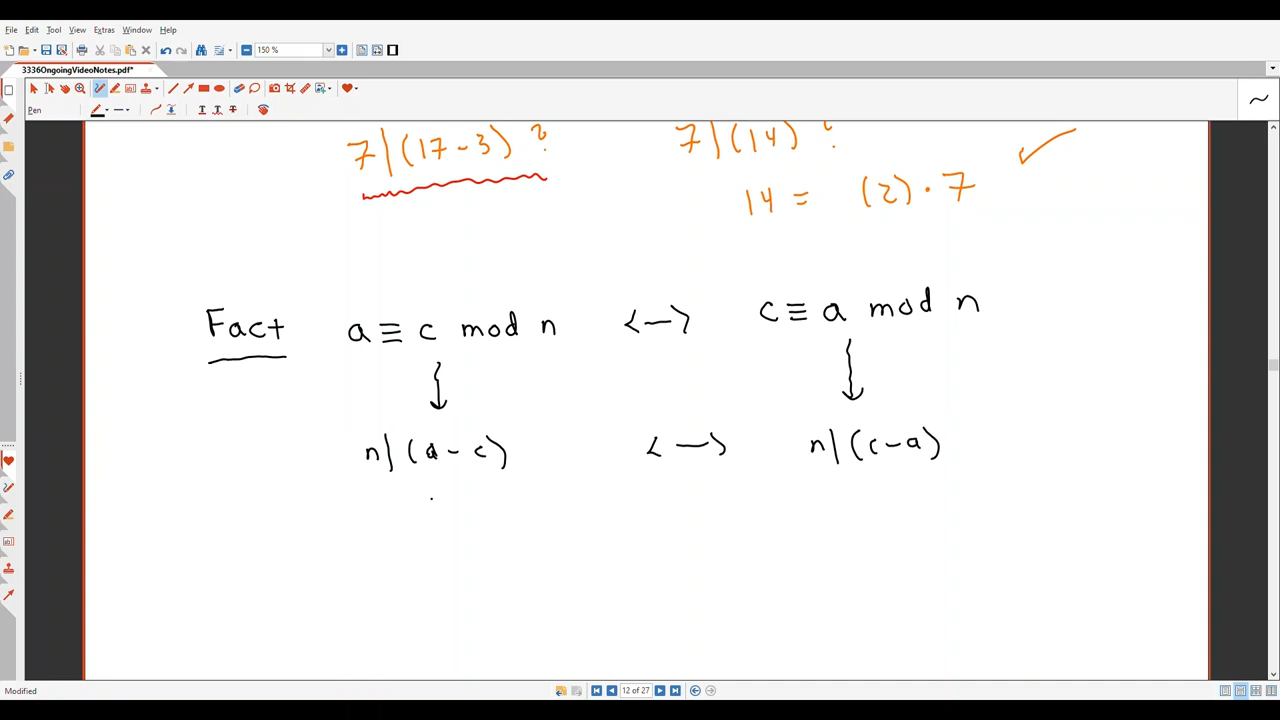 File Edit View Tool Extras Window Help
150 %
3336OngoingVideoNotes.pdf*
Pen
7|(17-3) ? 7|(14) ?
14 = (2) · 7
Fact a ≡ c mod n <—> c ≡ a mod n
n|(a-c) <—> n|(c-a)
Modified
12 of 27